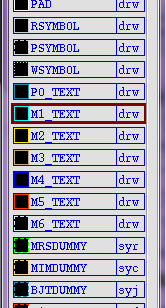 PAD drw
RSYMBOL drw
PSYMBOL drw
WSYMBOL drw
PO_TEXT drw
M1_TEXT drw
M2_TEXT drw
M3_TEXT drw
M4_TEXT drw
M5_TEXT drw
M6_TEXT drw
MRSDUMMY syr
MIMDUMMY syc
BJTDUMMY syj